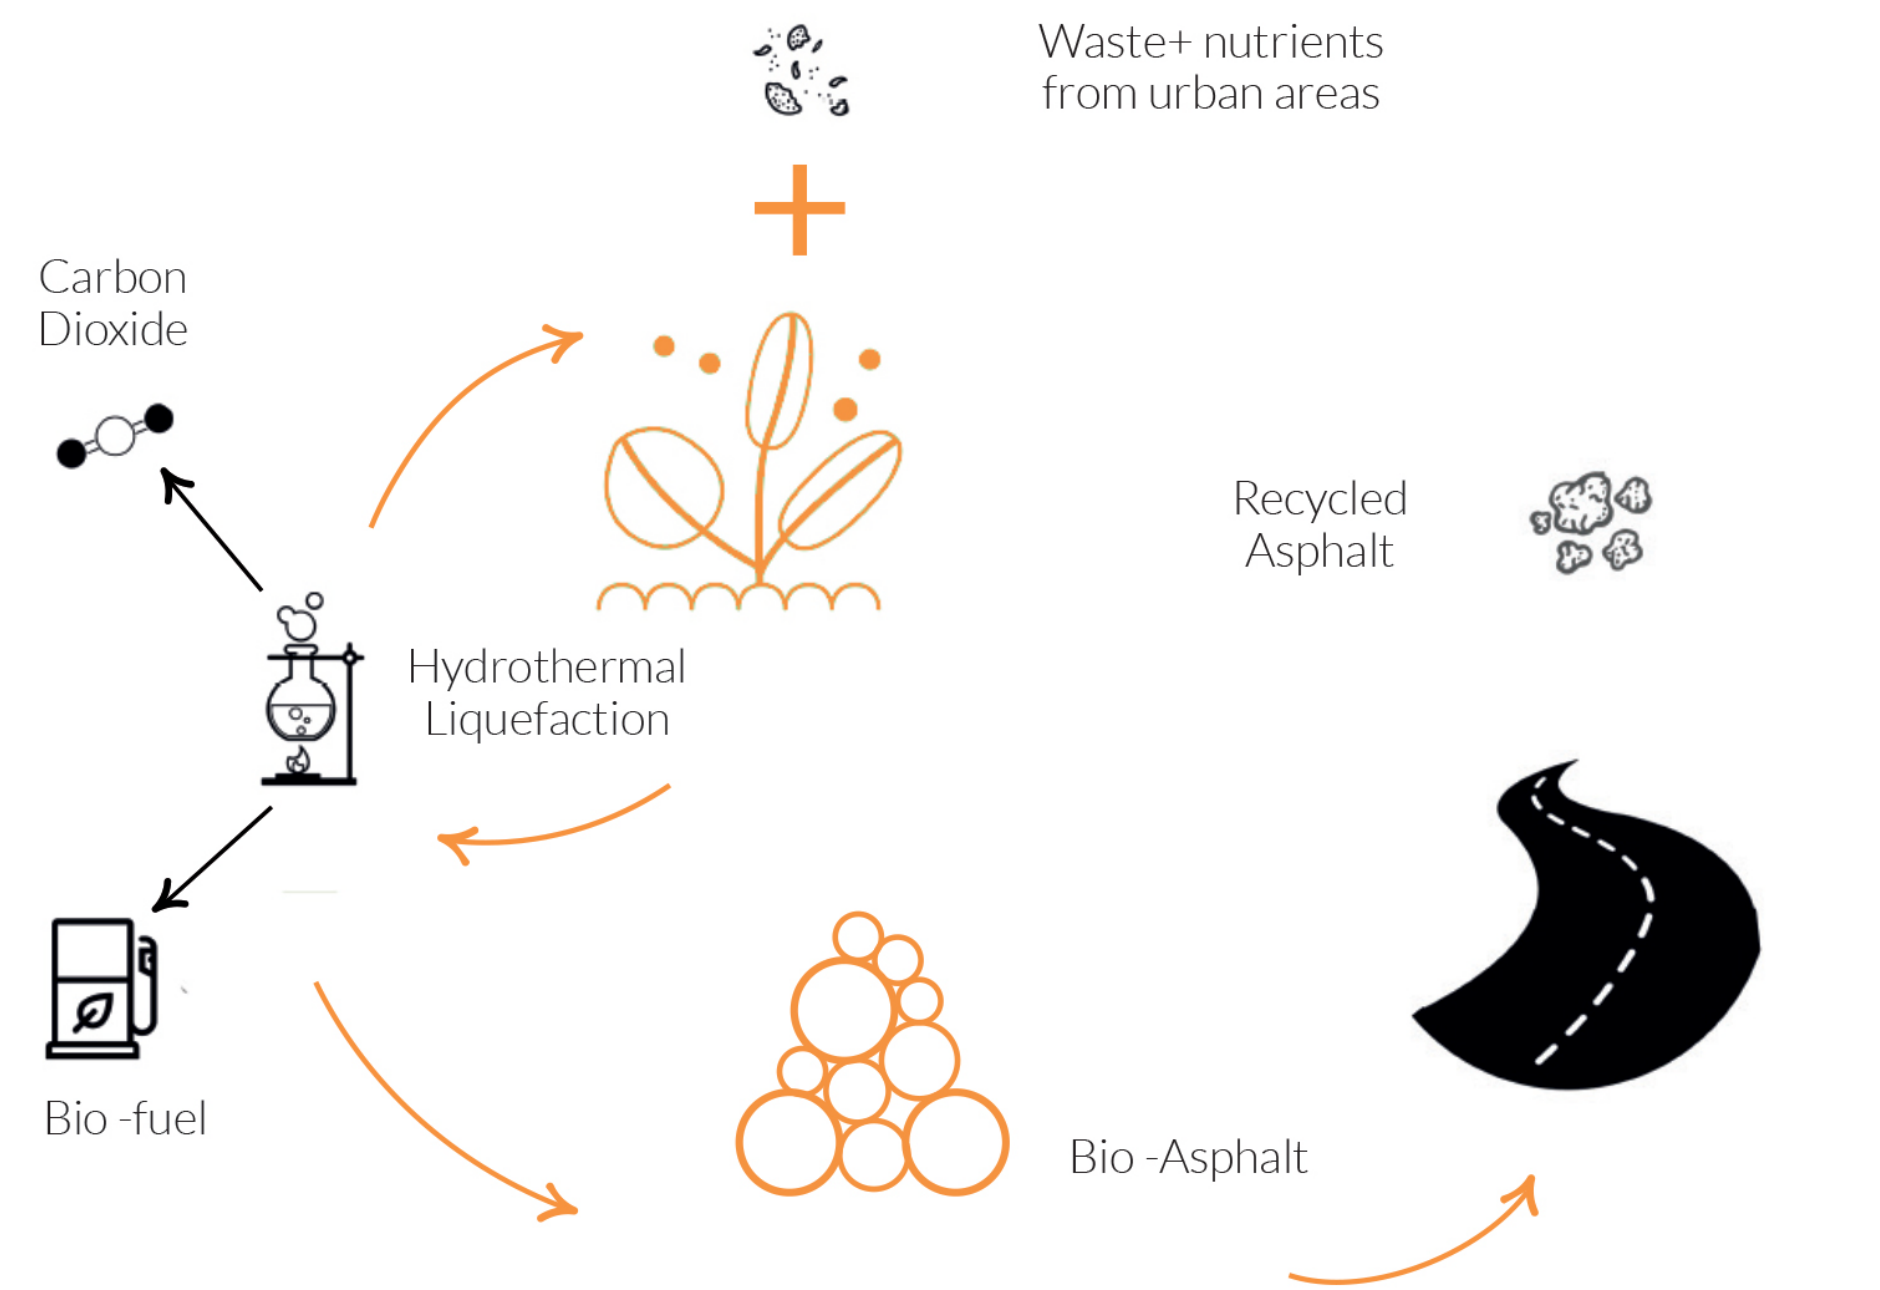 Waste+ nutrients
from urban areas
Carbon
Dioxide
Recycled
Asphalt
Hydrothermal
Liquefaction
Bio -fuel
Bio -Asphalt